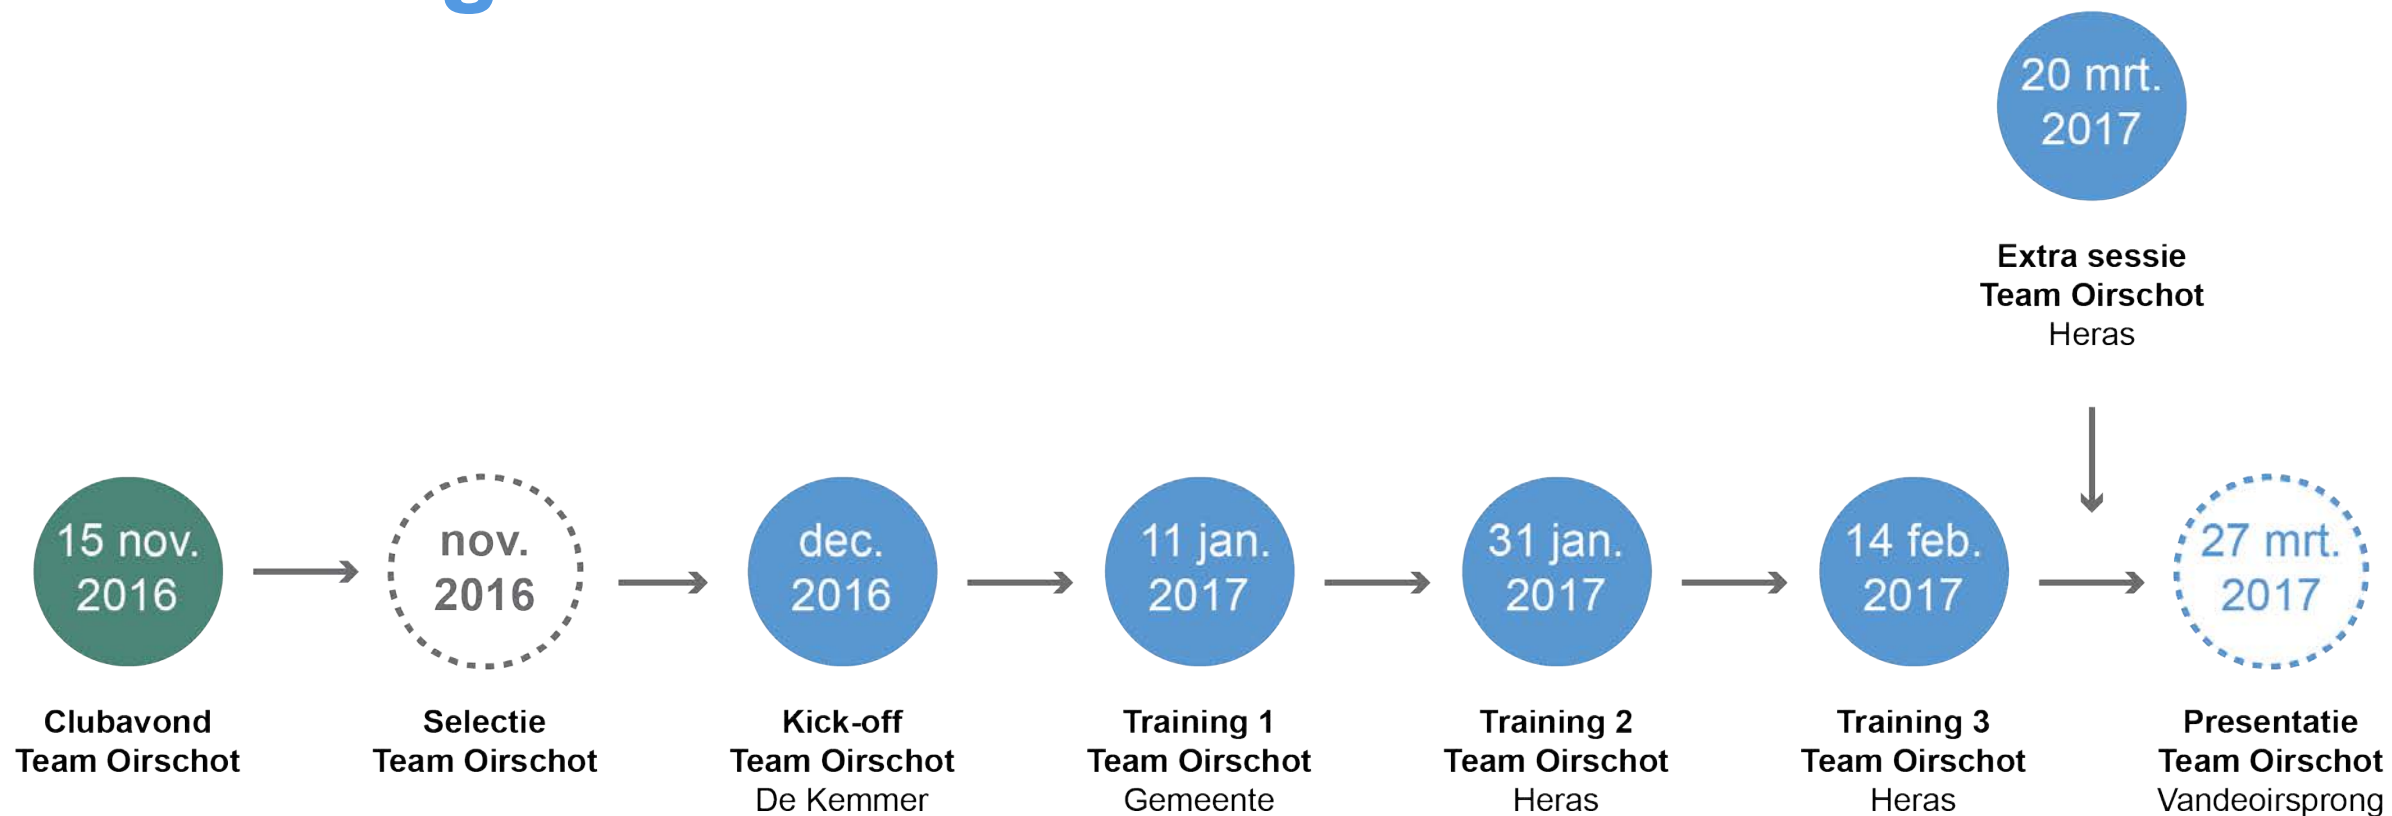 20 mrt.
2017
Extra sessie
Team Oirschot
Heras
15 nov.
2016
Clubavond
Team Oirschot
nov.
2016
Selectie
Team Oirschot
dec.
2016
Kick-off
Team Oirschot
De Kemmer
11 jan.
2017
Training 1
Team Oirschot
Gemeente
31 jan.
2017
Training 2
Team Oirschot
Heras
14 feb.
2017
Training 3
Team Oirschot
Heras
27 mrt.
2017
Presentatie
Team Oirschot
Vandeoirsprong